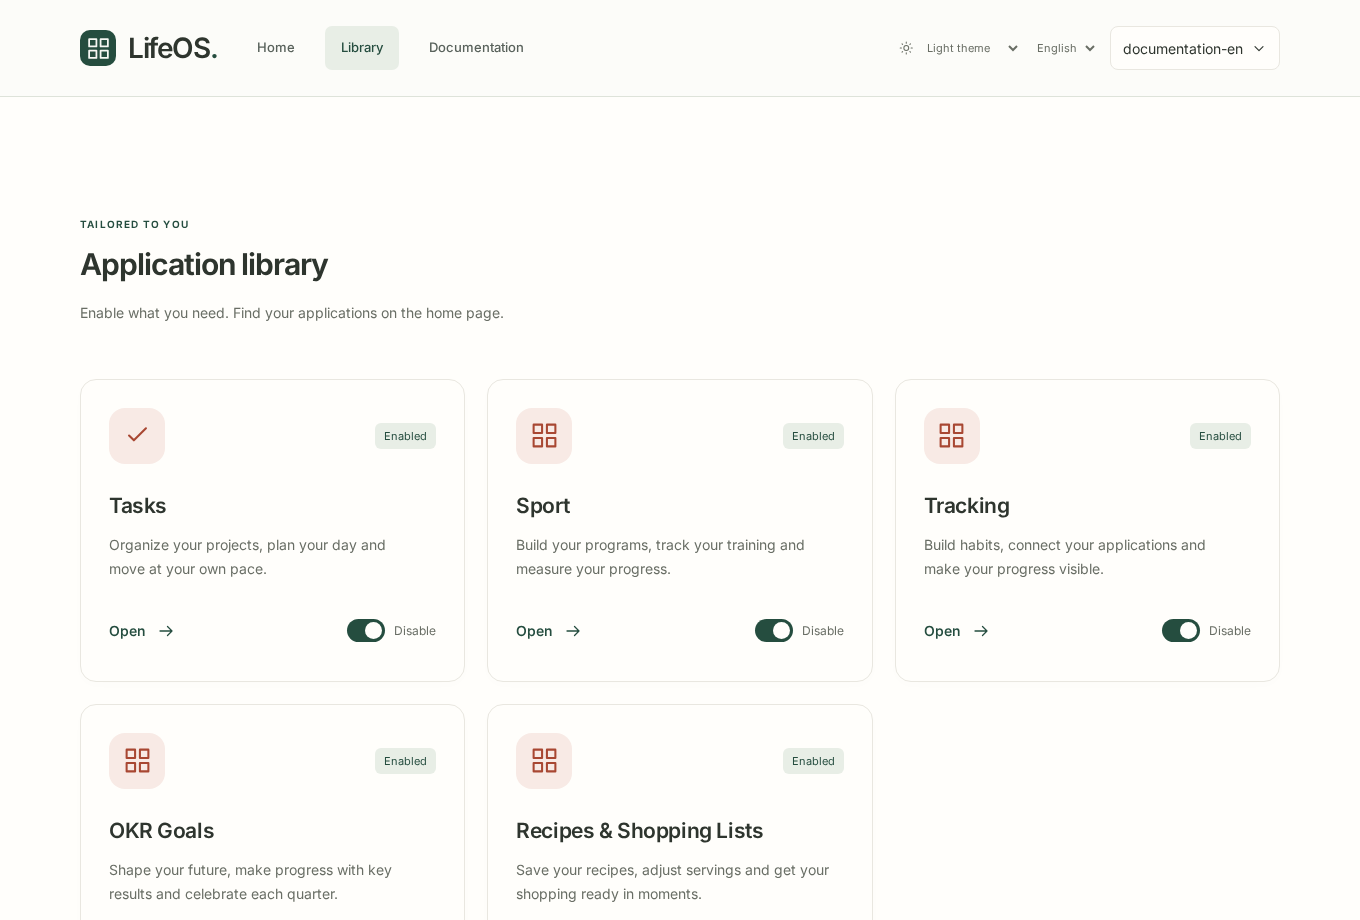 LifeOS.
Home
Library
Documentation
Light theme
English
documentation-en
TAILORED TO YOU
Application library
Enable what you need. Find your applications on the home page.
Enabled
Tasks
Organize your projects, plan your day and
move at your own pace.
Open
Disable
Enabled
Sport
Build your programs, track your training and
measure your progress.
Open
Disable
Enabled
Tracking
Build habits, connect your applications and
make your progress visible.
Open
Disable
Enabled
OKR Goals
Shape your future, make progress with key
results and celebrate each quarter.
Enabled
Recipes & Shopping Lists
Save your recipes, adjust servings and get your
shopping ready in moments.